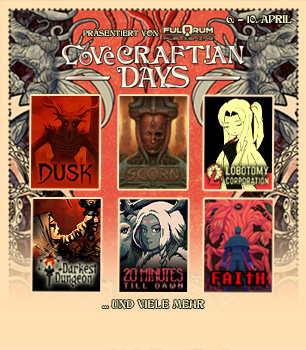 PRÄSENTIERT VON FULQRUM PUBLISHING
6. – 10. APRIL
LOVECRAFTIAN
DAYS
DUSK
SCORN
LOBOTOMY
CORPORATION
Darkest
Dungeon
20 MINUTES
TILL DAWN
FAITH
... UND VIELE MEHR